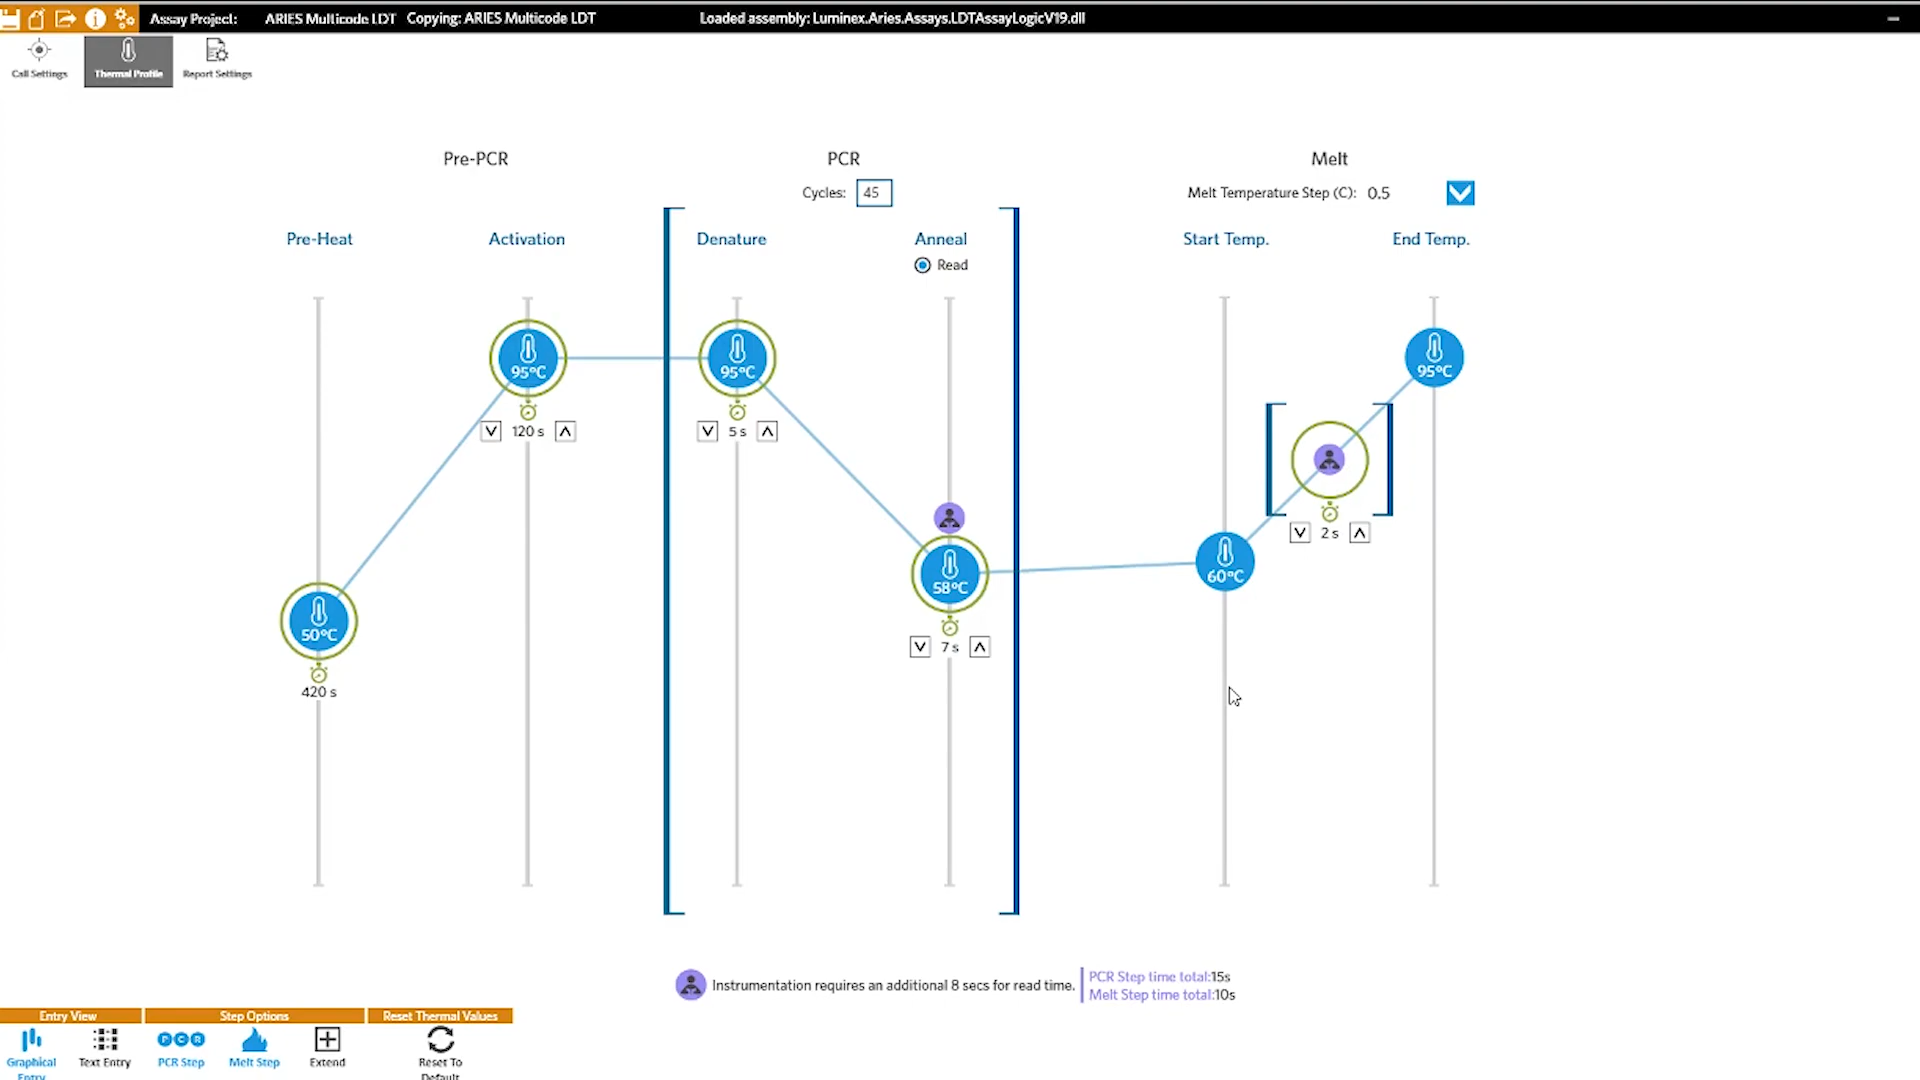 Assay Project: ARIES Multicode LDT Copying: ARIES Multicode LDT Loaded assembly: Luminex.Aries.Assays.LDTAssayLogicV19.dll
Call Settings
Thermal Profile
Report Settings
Pre-PCR
PCR
Melt
Cycles: 45
Melt Temperature Step (C): 0.5
Pre-Heat
Activation
Denature
Anneal
Start Temp.
End Temp.
Read
95°C
95°C
95°C
120 s
5 s
2 s
58°C
60°C
50°C
7 s
420 s
Instrumentation requires an additional 8 secs for read time.
PCR Step time total:15s
Melt Step time total:10s
Entry View
Step Options
Reset Thermal Values
P C R
Graphical Entry
Text Entry
PCR Step
Melt Step
Extend
Reset To Default